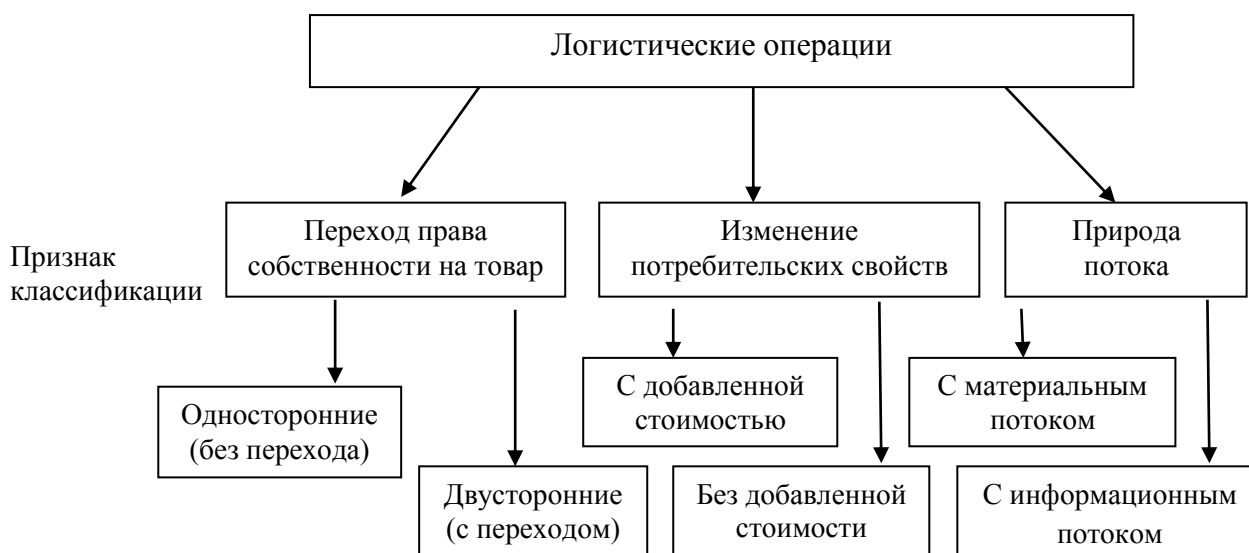 Логистические операции
Признак
классификации
Переход права
собственности на товар
Изменение
потребительских свойств
Природа
потока
Односторонние
(без перехода)
Двусторонние
(с переходом)
С добавленной
стоимостью
Без добавленной
стоимости
С материальным
потоком
С информационным
потоком